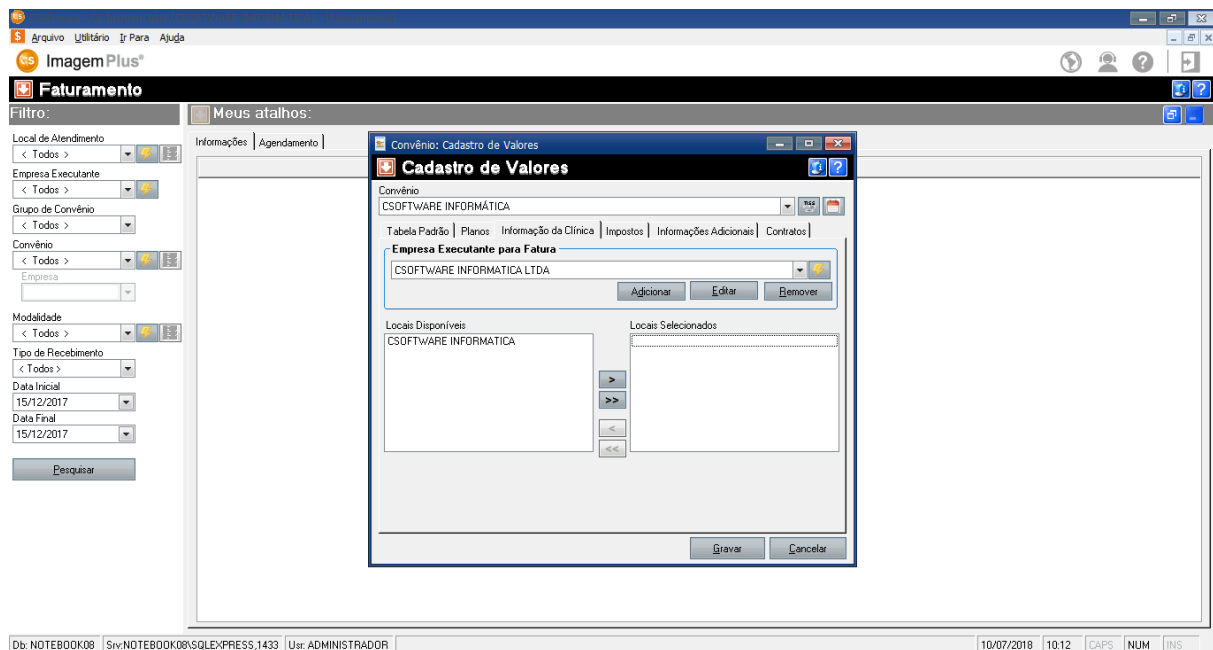 Arquivo Utilitário Ir Para Ajuda
ImagemPlus®
Faturamento
Filtro:
Meus atalhos:
Local de Atendimento
< Todos >
Empresa Executante
< Todos >
Grupo de Convênio
< Todos >
Convênio
< Todos >
Empresa
Modalidade
< Todos >
Tipo de Recebimento
< Todos >
Data Inicial
15/12/2017
Data Final
15/12/2017
Pesquisar
Informações Agendamento
Convênio: Cadastro de Valores
Cadastro de Valores
Convênio
CSOFTWARE INFORMÁTICA
TISS
Tabela Padrão Planos Informação da Clínica Impostos Informações Adicionais Contratos
Empresa Executante para Fatura
CSOFTWARE INFORMATICA LTDA
Adicionar Editar Remover
Locais Disponíveis Locais Selecionados
CSOFTWARE INFORMATICA
>
>>
<
<<
Gravar Cancelar
Db: NOTEBOOK08 Srv:NOTEBOOK08\SQLEXPRESS,1433 Usr: ADMINISTRADOR 10/07/2018 10:12 CAPS NUM INS